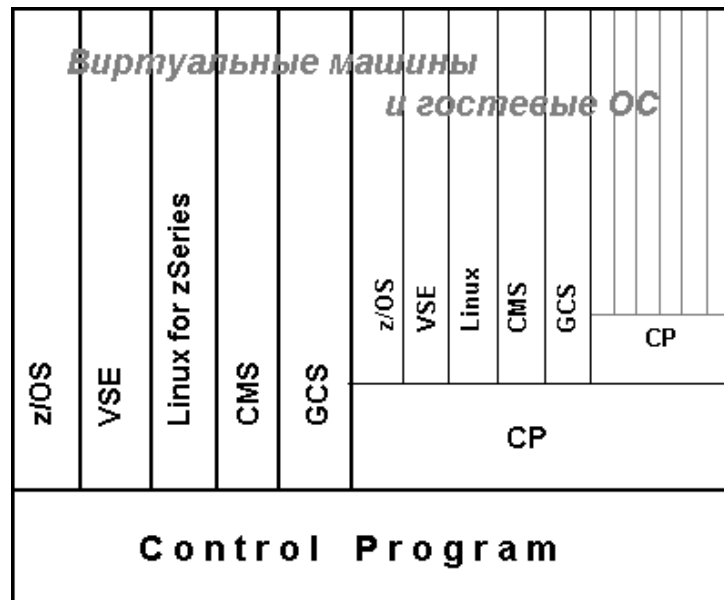 Виртуальные машины
и гостевые ОС
z/OS
VSE
Linux for zSeries
CMS
GCS
z/OS
VSE
Linux
CMS
GCS
CP
CP
Control Program